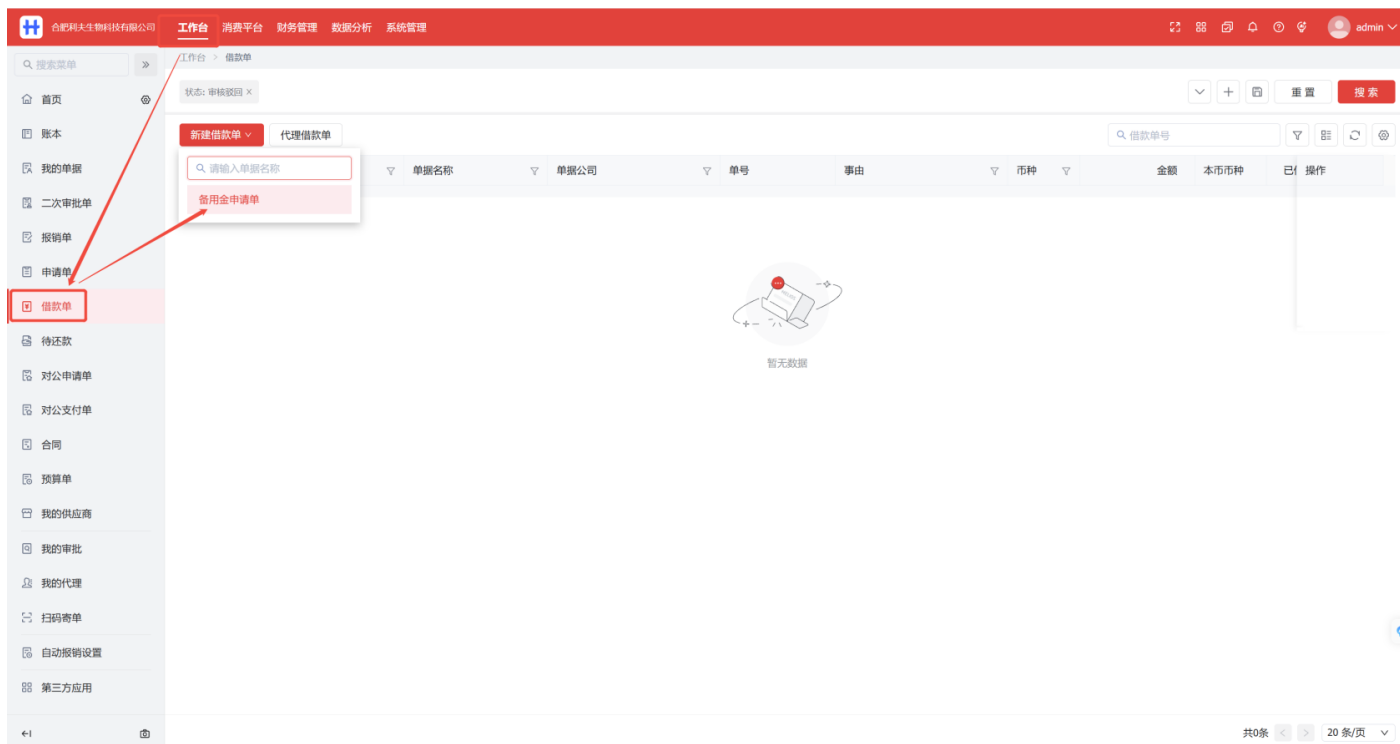 合肥利夫生物科技有限公司 工作台 消费平台 财务管理 数据分析 系统管理 admin
搜索菜单
工作台 > 借款单
首页
状态: 审核驳回 ×
重置 搜索
账本
新建借款单 代理借款单 借款单号
我的单据
请输入单据名称
单据名称 单据公司 单号 事由 币种 金额 本币币种 操作
二次审批单
备用金申请单
报销单
申请单
借款单
待还款
暂无数据
对公申请单
对公支付单
合同
预算单
我的供应商
我的审批
我的代理
扫码寄单
自动报销设置
第三方应用
共0条 < > 20 条/页